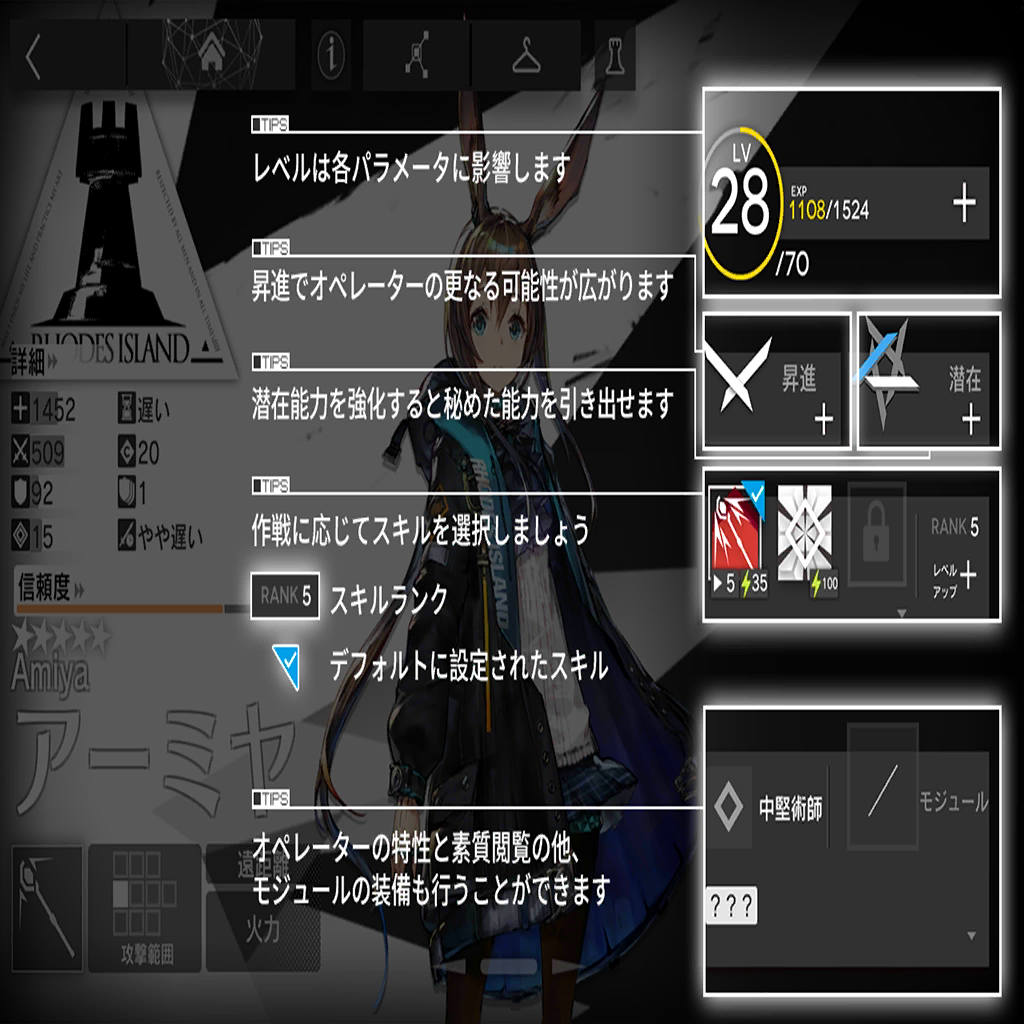 TIPS
レベルは各パラメータに影響します
TIPS
昇進でオペレーターの更なる可能性が広がります
TIPS
潜在能力を強化すると秘めた能力を引き出せます
TIPS
作戦に応じてスキルを選択しましょう
RANK 5 スキルランク
デフォルトに設定されたスキル
TIPS
オペレーターの特性と素質閲覧の他、
モジュールの装備も行うことができます
LV
28
EXP
1108/1524
/70
昇進
潜在
5
35
100
RANK 5
レベル
アップ
中堅術師
モジュール
???
RHODES ISLAND
詳細
1452
遅い
509
20
92
1
15
やや遅い
信頼度
Amiya
アーミヤ
攻撃範囲
遠距離
火力